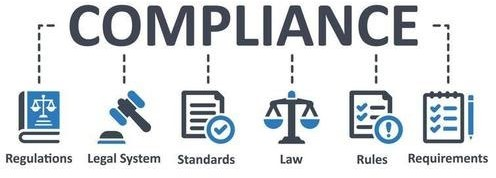 COMPLIANCE
Regulations
Legal System
Standards
Law
Rules
Requirements